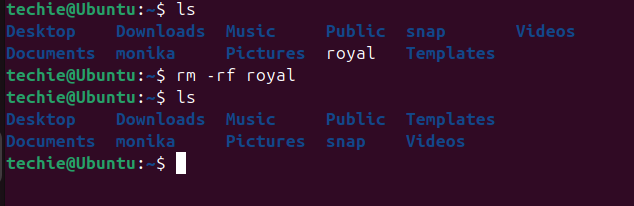 techie@Ubuntu:~$ ls
Desktop Downloads Music Public snap Videos
Documents monika Pictures royal Templates
techie@Ubuntu:~$ rm -rf royal
techie@Ubuntu:~$ ls
Desktop Downloads Music Public Templates
Documents monika Pictures snap Videos
techie@Ubuntu:~$